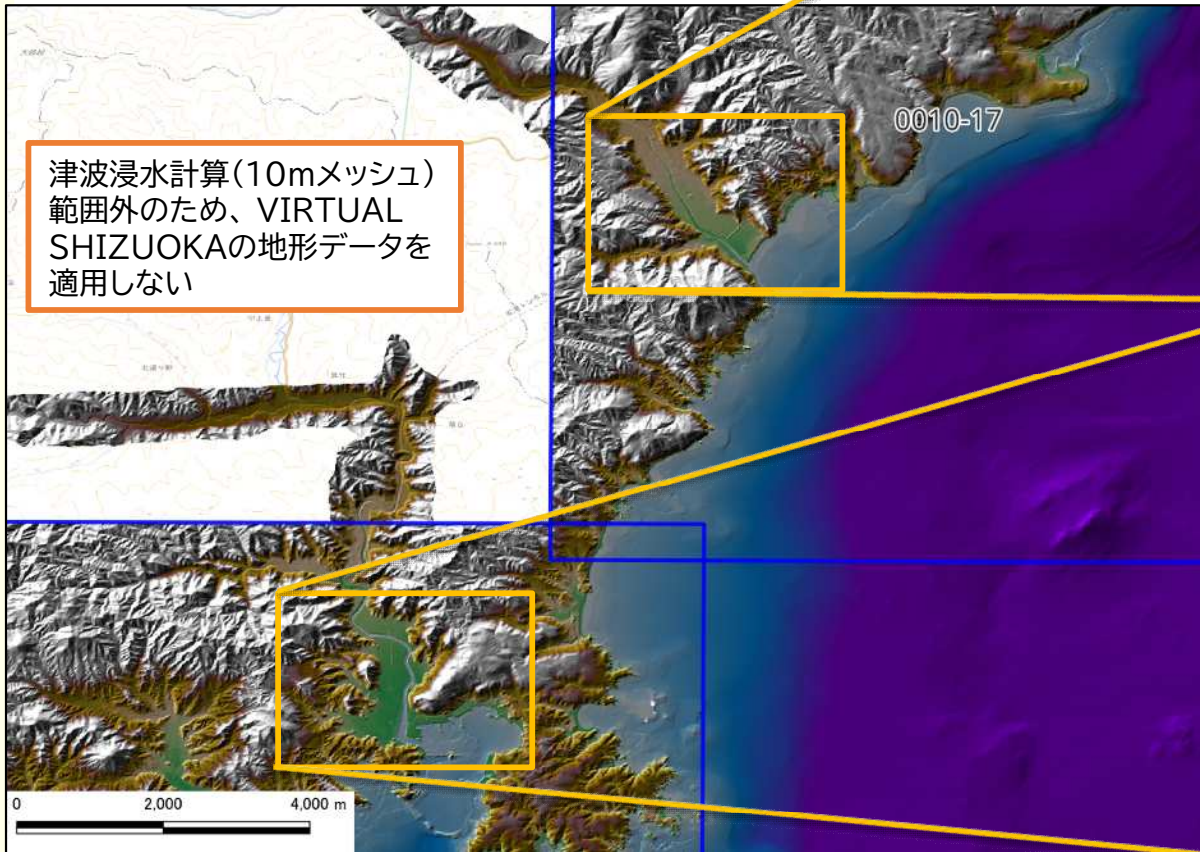 0010-17
津波浸水計算(10mメッシュ)
範囲外のため、VIRTUAL
SHIZUOKAの地形データを
適用しない
0 2,000 4,000 m